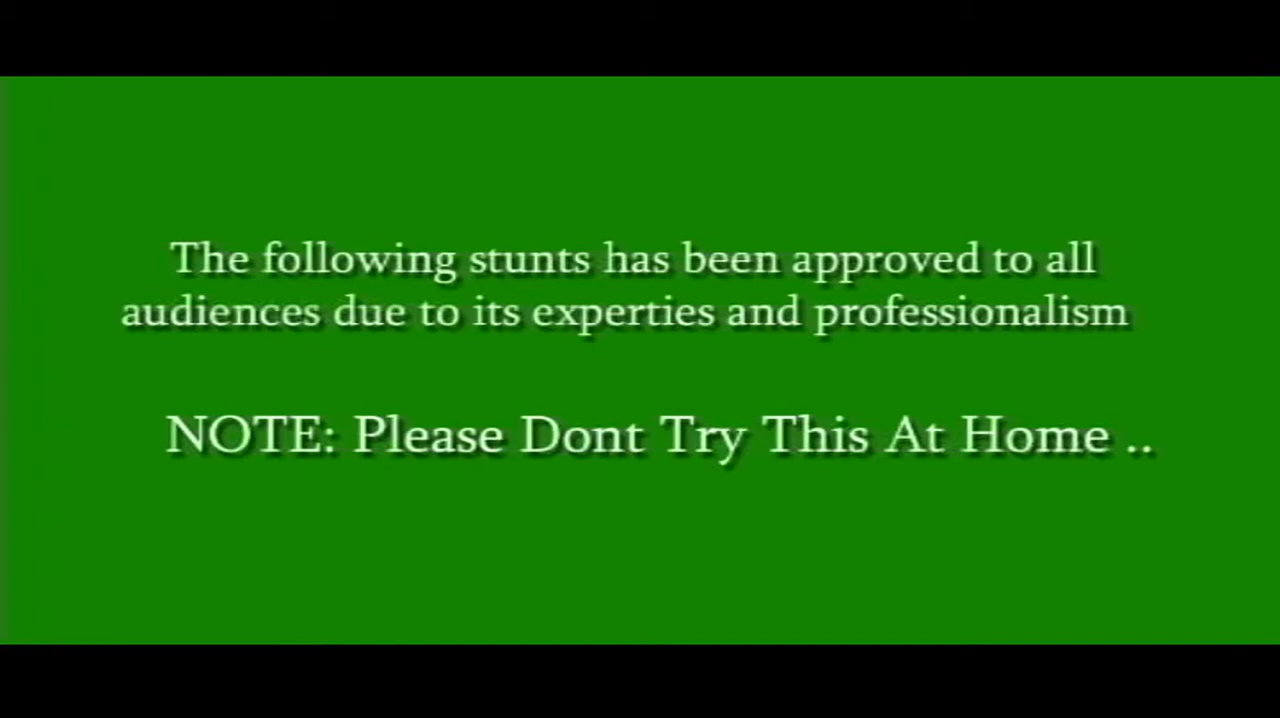 The following stunts has been approved to all
audiences due to its experties and professionalism
NOTE: Please Dont Try This At Home ..